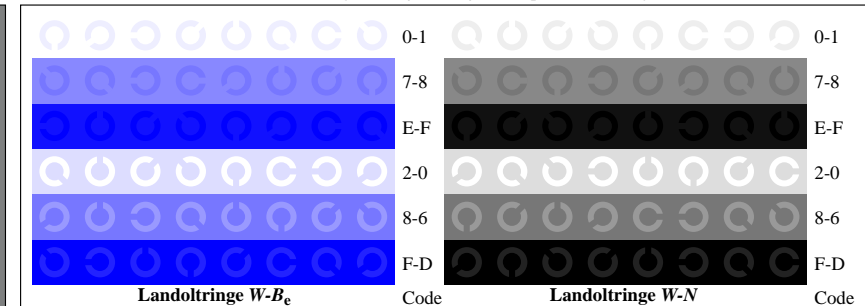 0-1 0-1
7-8 7-8
E-F E-F
2-0 2-0
8-6 8-6
F-D F-D
Landoltringe W-Be Code Landoltringe W-N Code